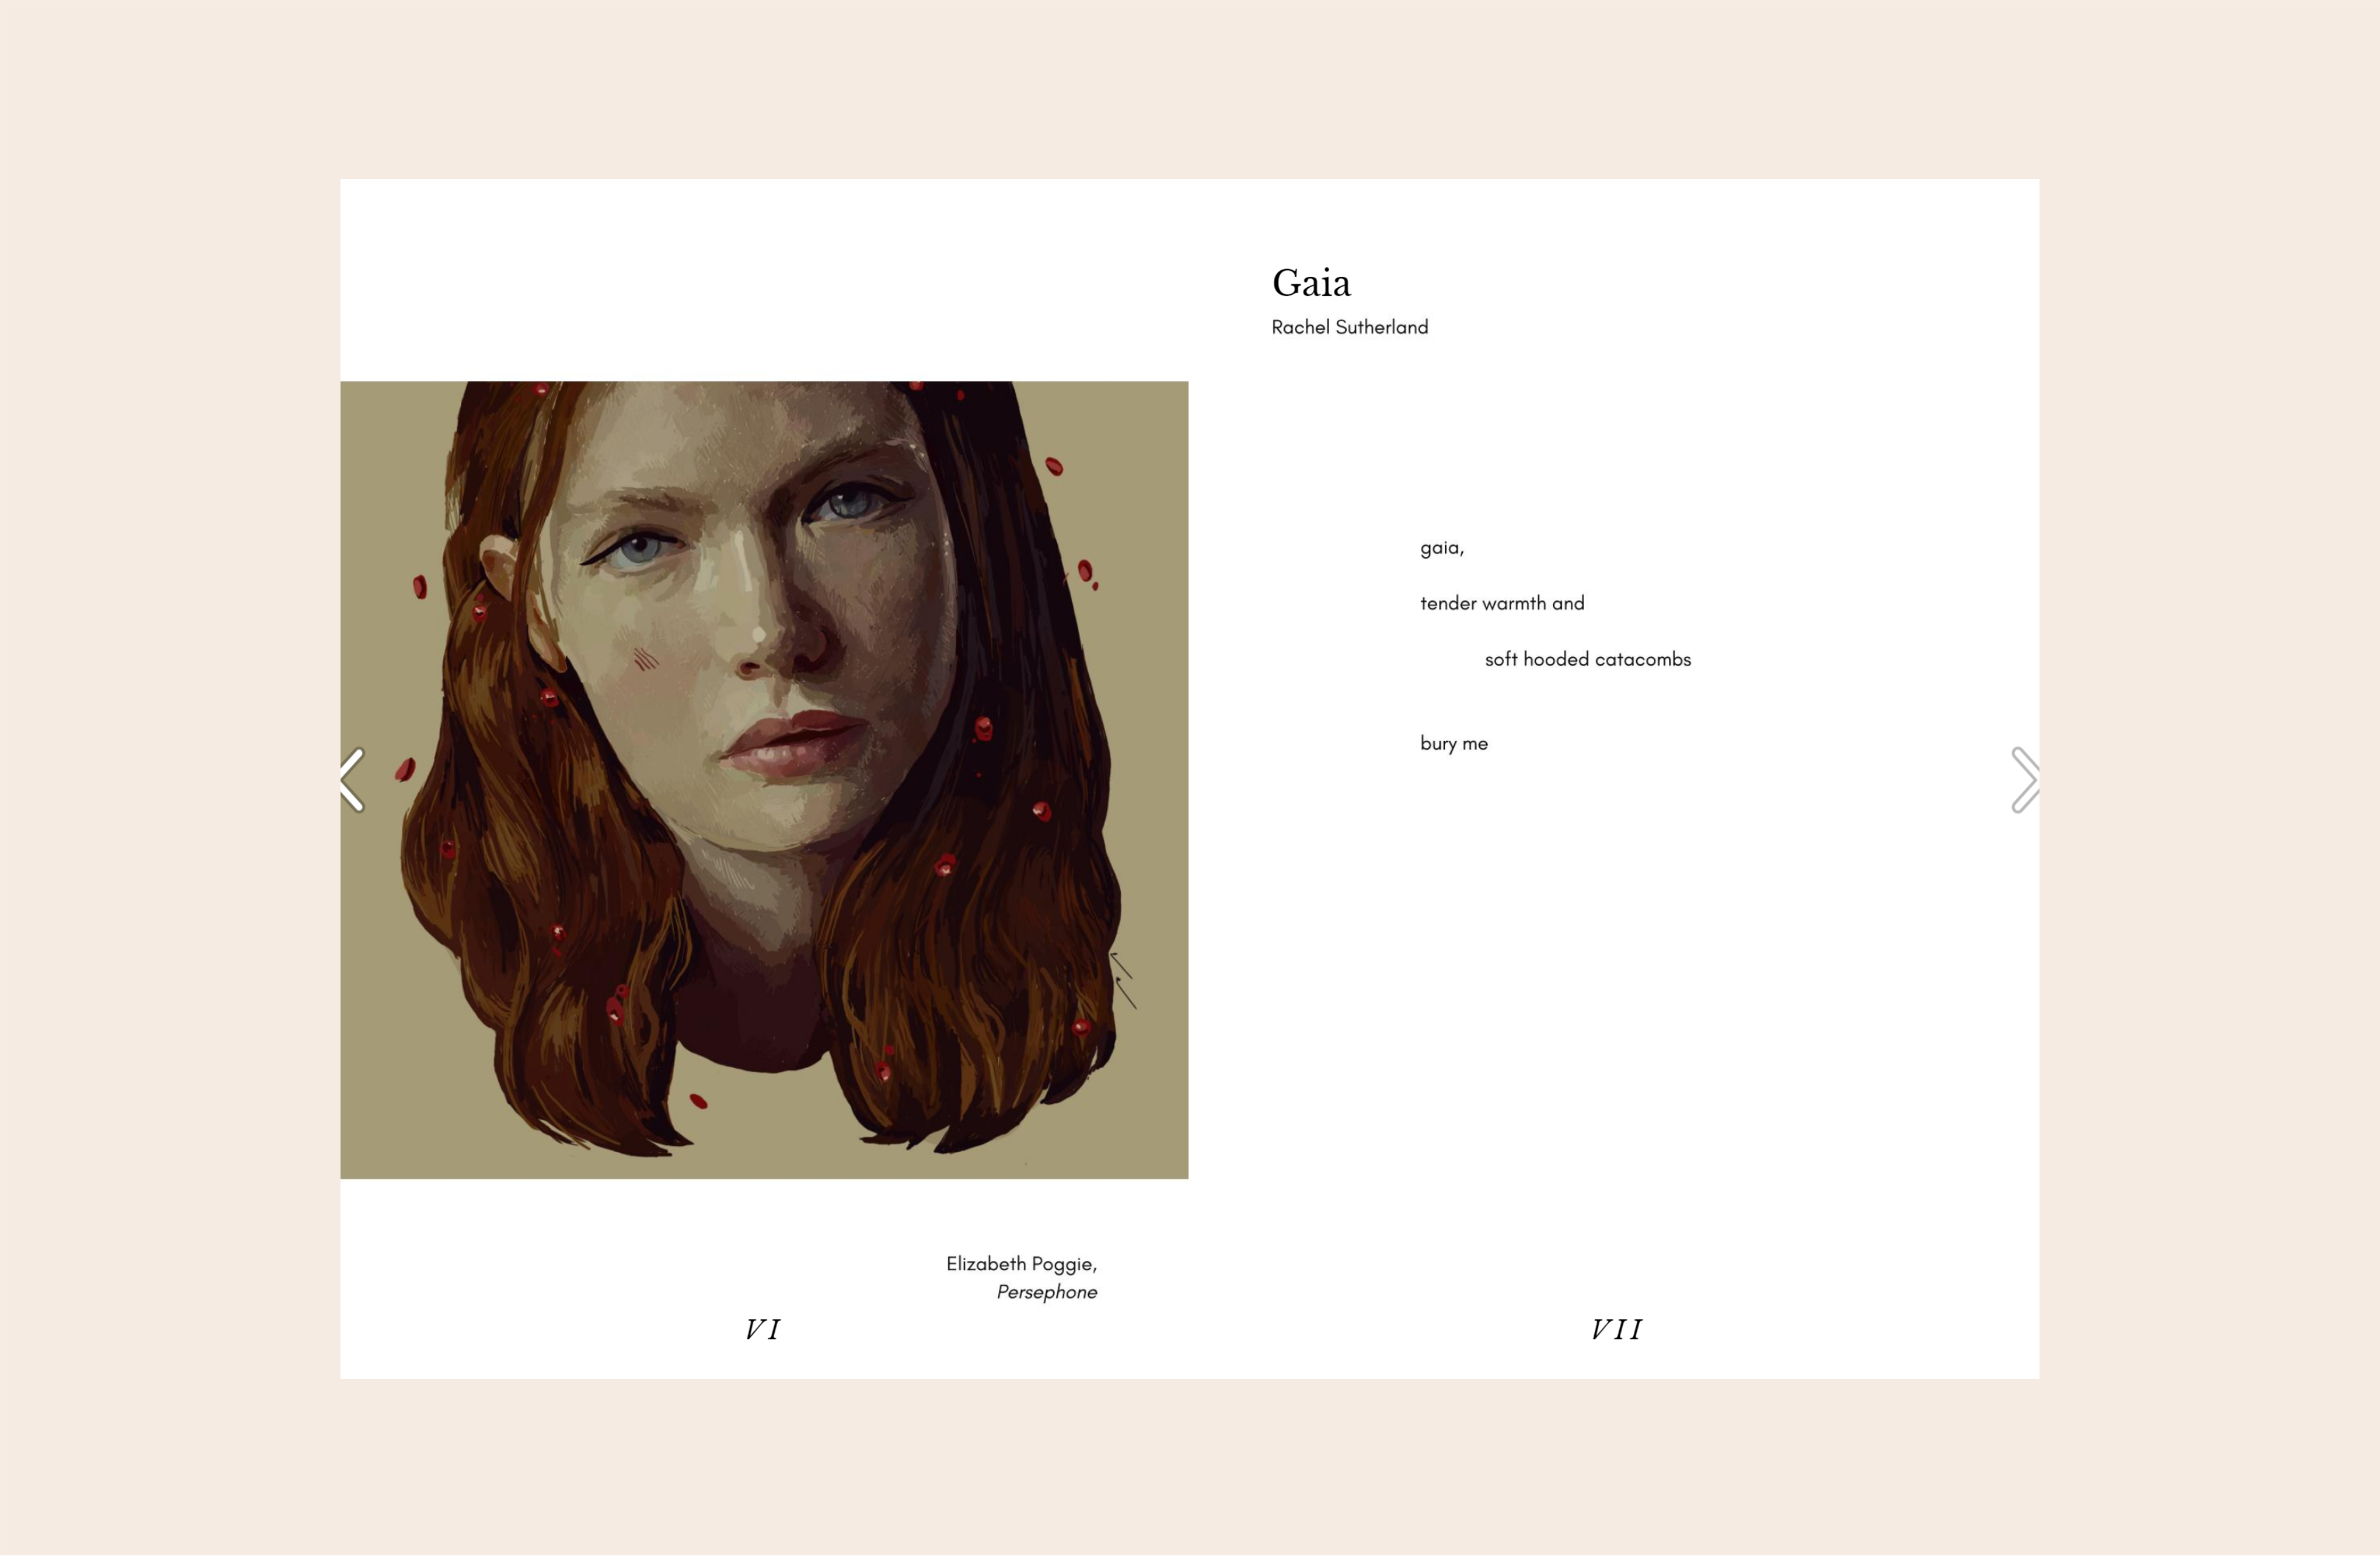 Elizabeth Poggie,
Persephone
VI
Gaia
Rachel Sutherland
gaia,
tender warmth and
soft hooded catacombs
bury me
VII